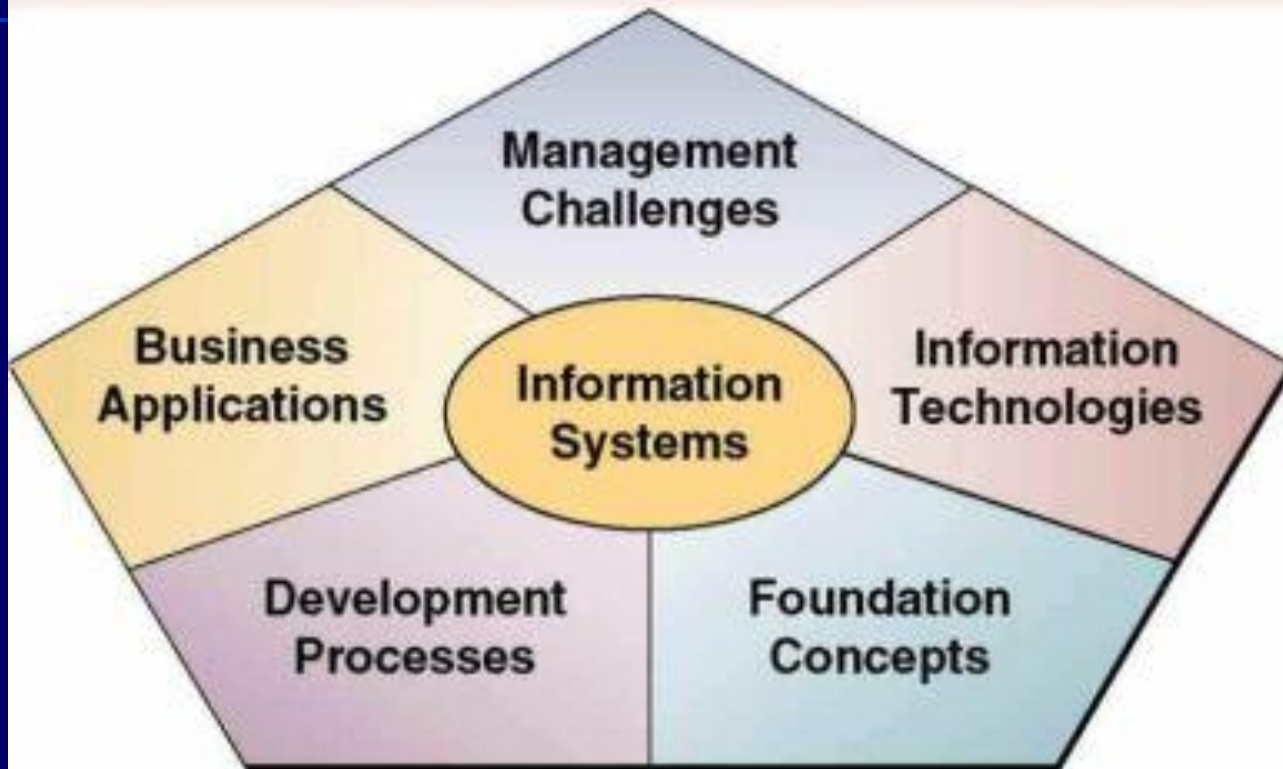 Management
Challenges
Business
Applications
Information
Systems
Information
Technologies
Development
Processes
Foundation
Concepts